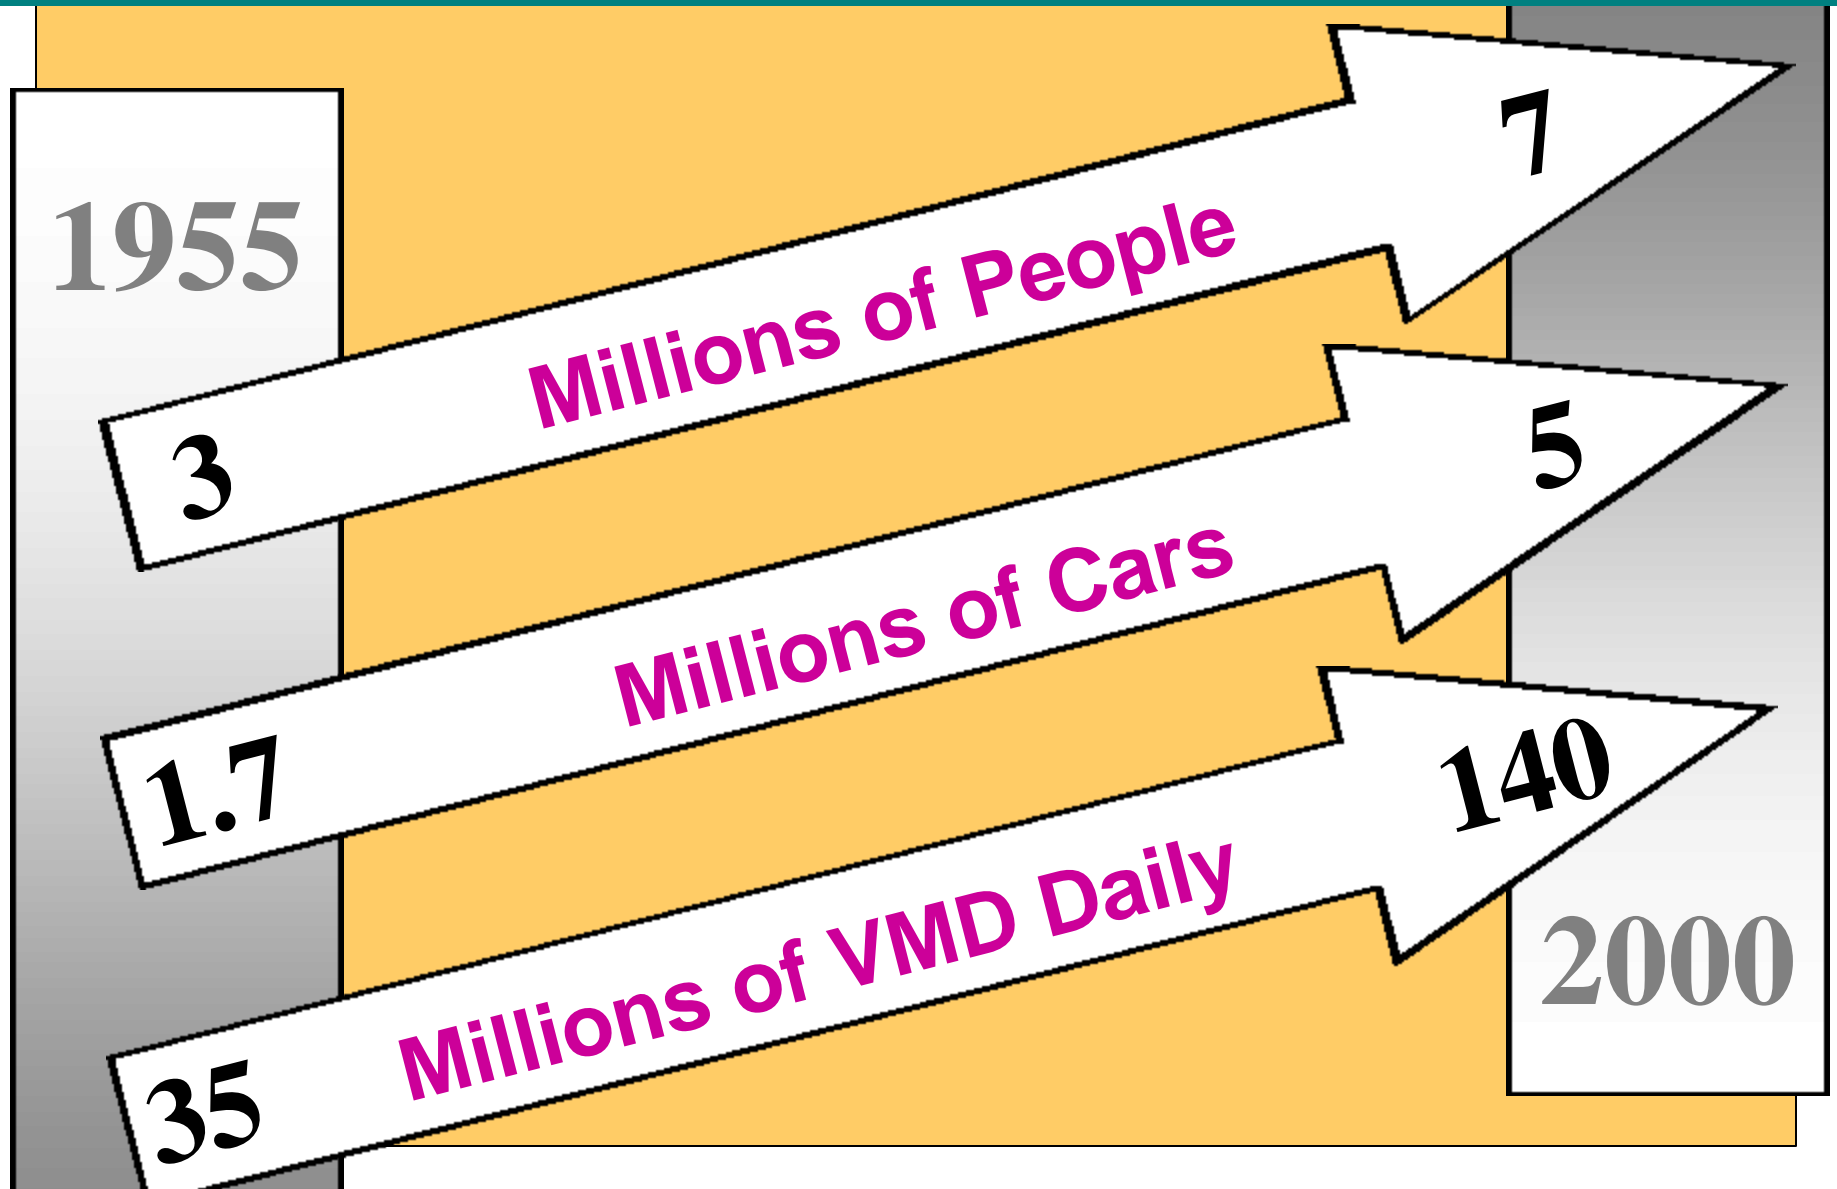 1955
3 Millions of People 7
1.7 Millions of Cars 5
35 Millions of VMD Daily 140
2000